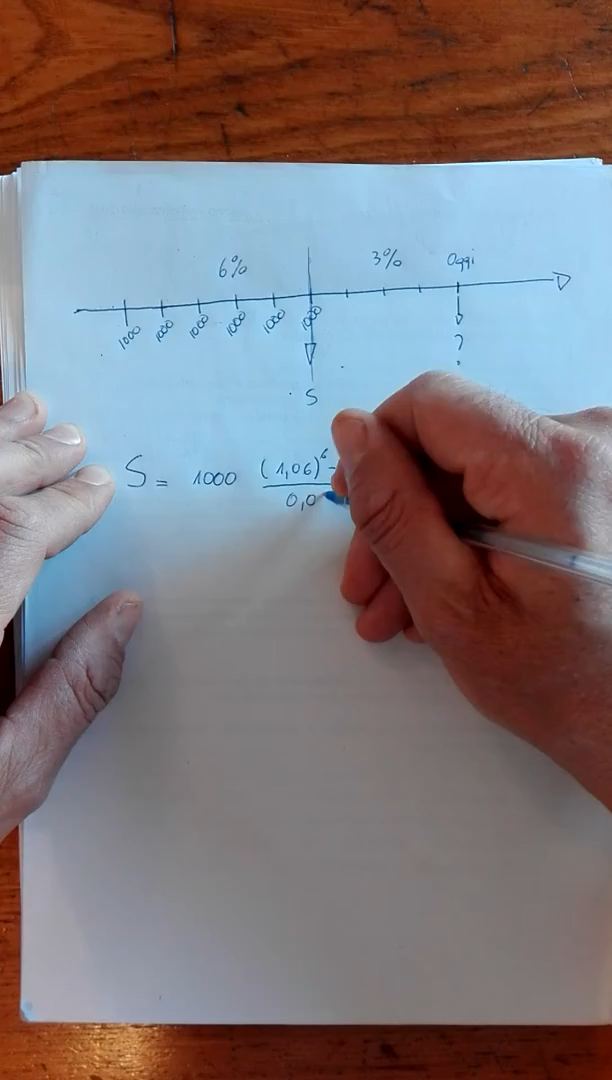 6% 3% Oggi
1000 1000 1000 1000 1000 1000
?
S
S = 1000 (1,06)^6 -
0,0